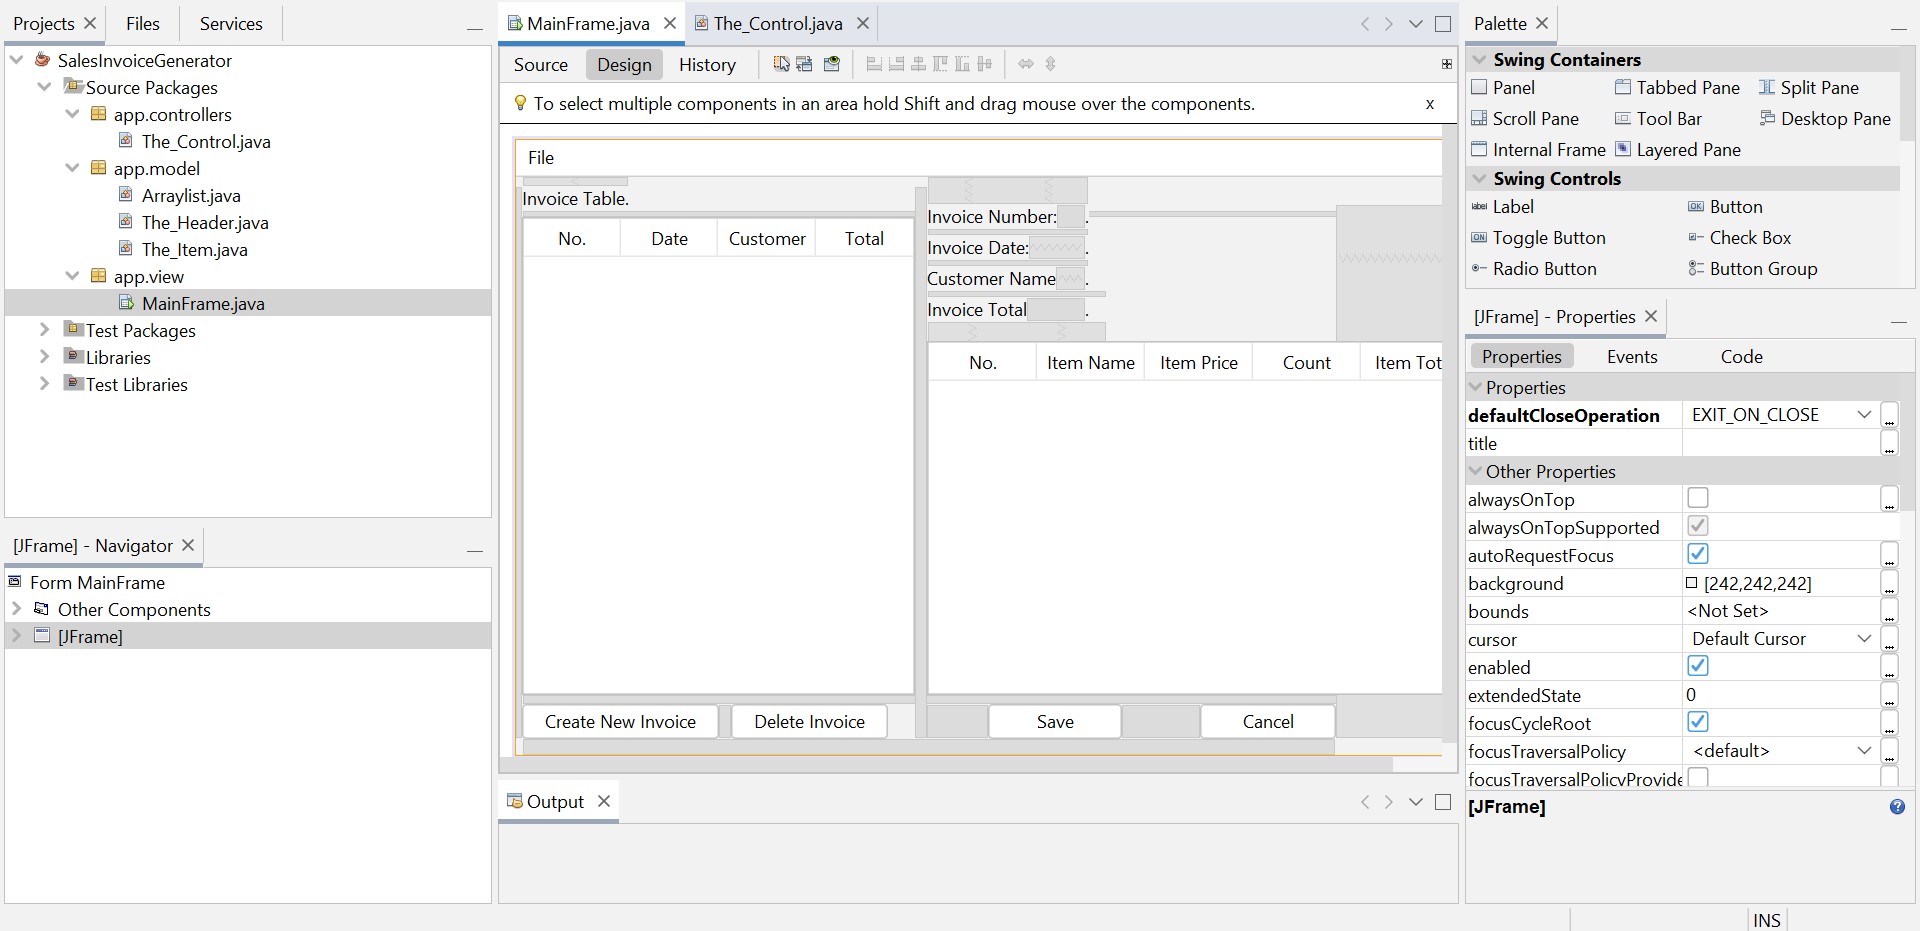 Projects
Files
Services
SalesInvoiceGenerator
Source Packages
app.controllers
The_Control.java
app.model
Arraylist.java
The_Header.java
The_Item.java
app.view
MainFrame.java
Test Packages
Libraries
Test Libraries
[JFrame] - Navigator
Form MainFrame
Other Components
[JFrame]
MainFrame.java
The_Control.java
Source
Design
History
To select multiple components in an area hold Shift and drag mouse over the components.
x
File
Invoice Table.
No. Date Customer Total
Create New Invoice
Delete Invoice
Invoice Number: .
Invoice Date: .
Customer Name .
Invoice Total .
No. Item Name Item Price Count Item Tot
Save
Cancel
Output
Palette
Swing Containers
Panel Tabbed Pane Split Pane
Scroll Pane Tool Bar Desktop Pane
Internal Frame Layered Pane
Swing Controls
label Label OK Button
ON Toggle Button Check Box
Radio Button Button Group
[JFrame] - Properties
Properties Events Code
Properties
defaultCloseOperation EXIT_ON_CLOSE ...
title ...
Other Properties
alwaysOnTop ...
alwaysOnTopSupported
autoRequestFocus ...
background [242,242,242] ...
bounds <Not Set> ...
cursor Default Cursor ...
enabled ...
extendedState 0 ...
focusCycleRoot ...
focusTraversalPolicy <default> ...
focusTraversalPolicyProvide
[JFrame]
?
INS